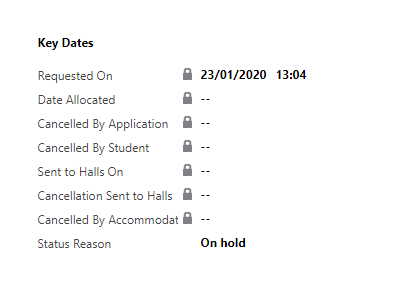 Key Dates
Requested On 23/01/2020 13:04
Date Allocated --
Cancelled By Application --
Cancelled By Student --
Sent to Halls On --
Cancellation Sent to Halls --
Cancelled By Accommodat --
Status Reason On hold